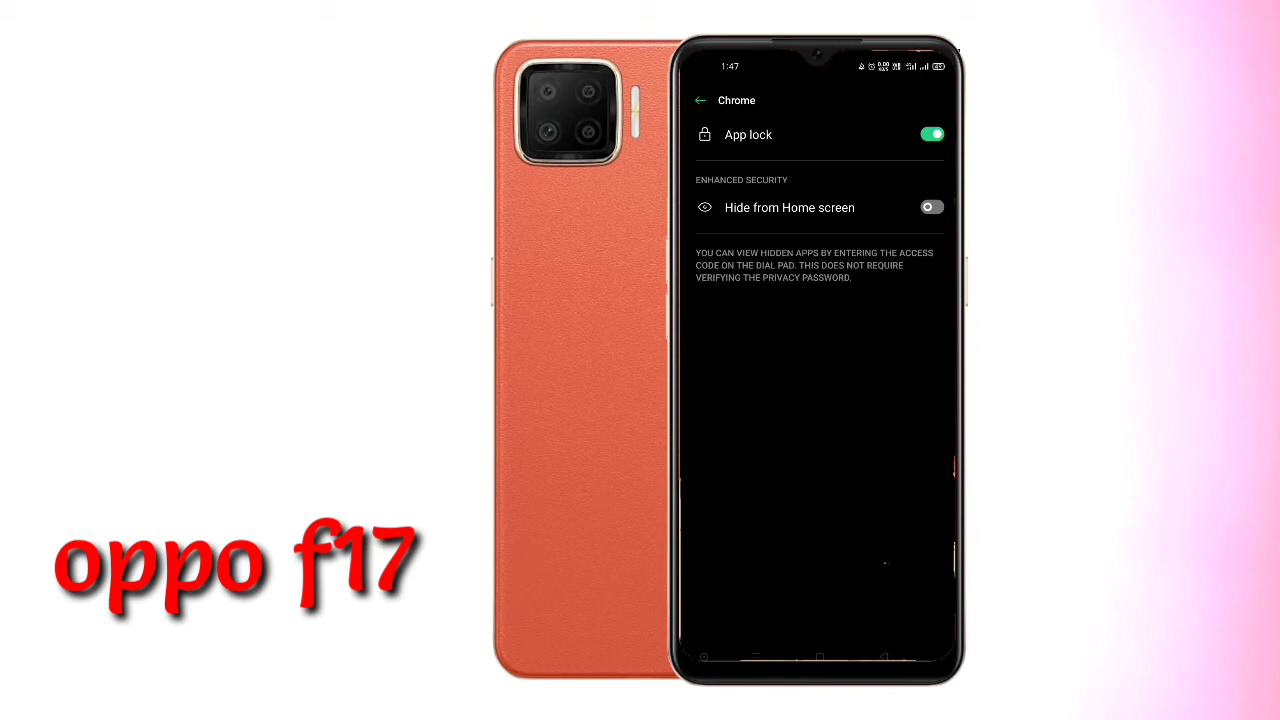 1:47
Chrome
App lock
ENHANCED SECURITY
Hide from Home screen
YOU CAN VIEW HIDDEN APPS BY ENTERING THE ACCESS
CODE ON THE DIAL PAD. THIS DOES NOT REQUIRE
VERIFYING THE PRIVACY PASSWORD.
oppo f17